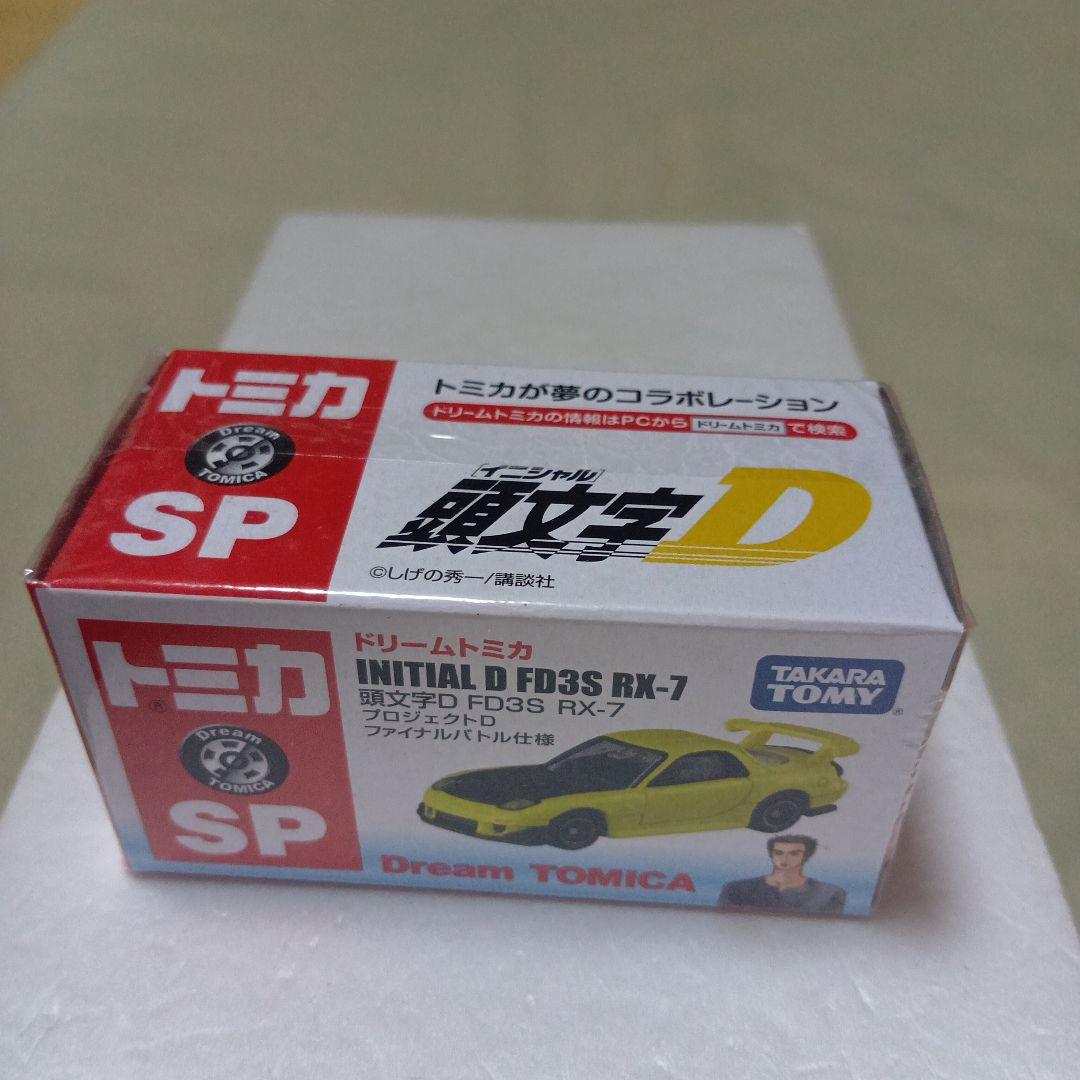 トミカ
Dream
TOMICA
SP
トミカが夢のコラボレーション
ドリームトミカの情報はPCから ドリームトミカ で検索
[イニシャル]
頭文字D
©しげの秀一/講談社
トミカ®
Dream
TOMICA
SP
ドリームトミカ
INITIAL D FD3S RX-7
頭文字D FD3S RX-7
プロジェクトD
ファイナルバトル仕様
TAKARA
TOMY®
Dream TOMICA